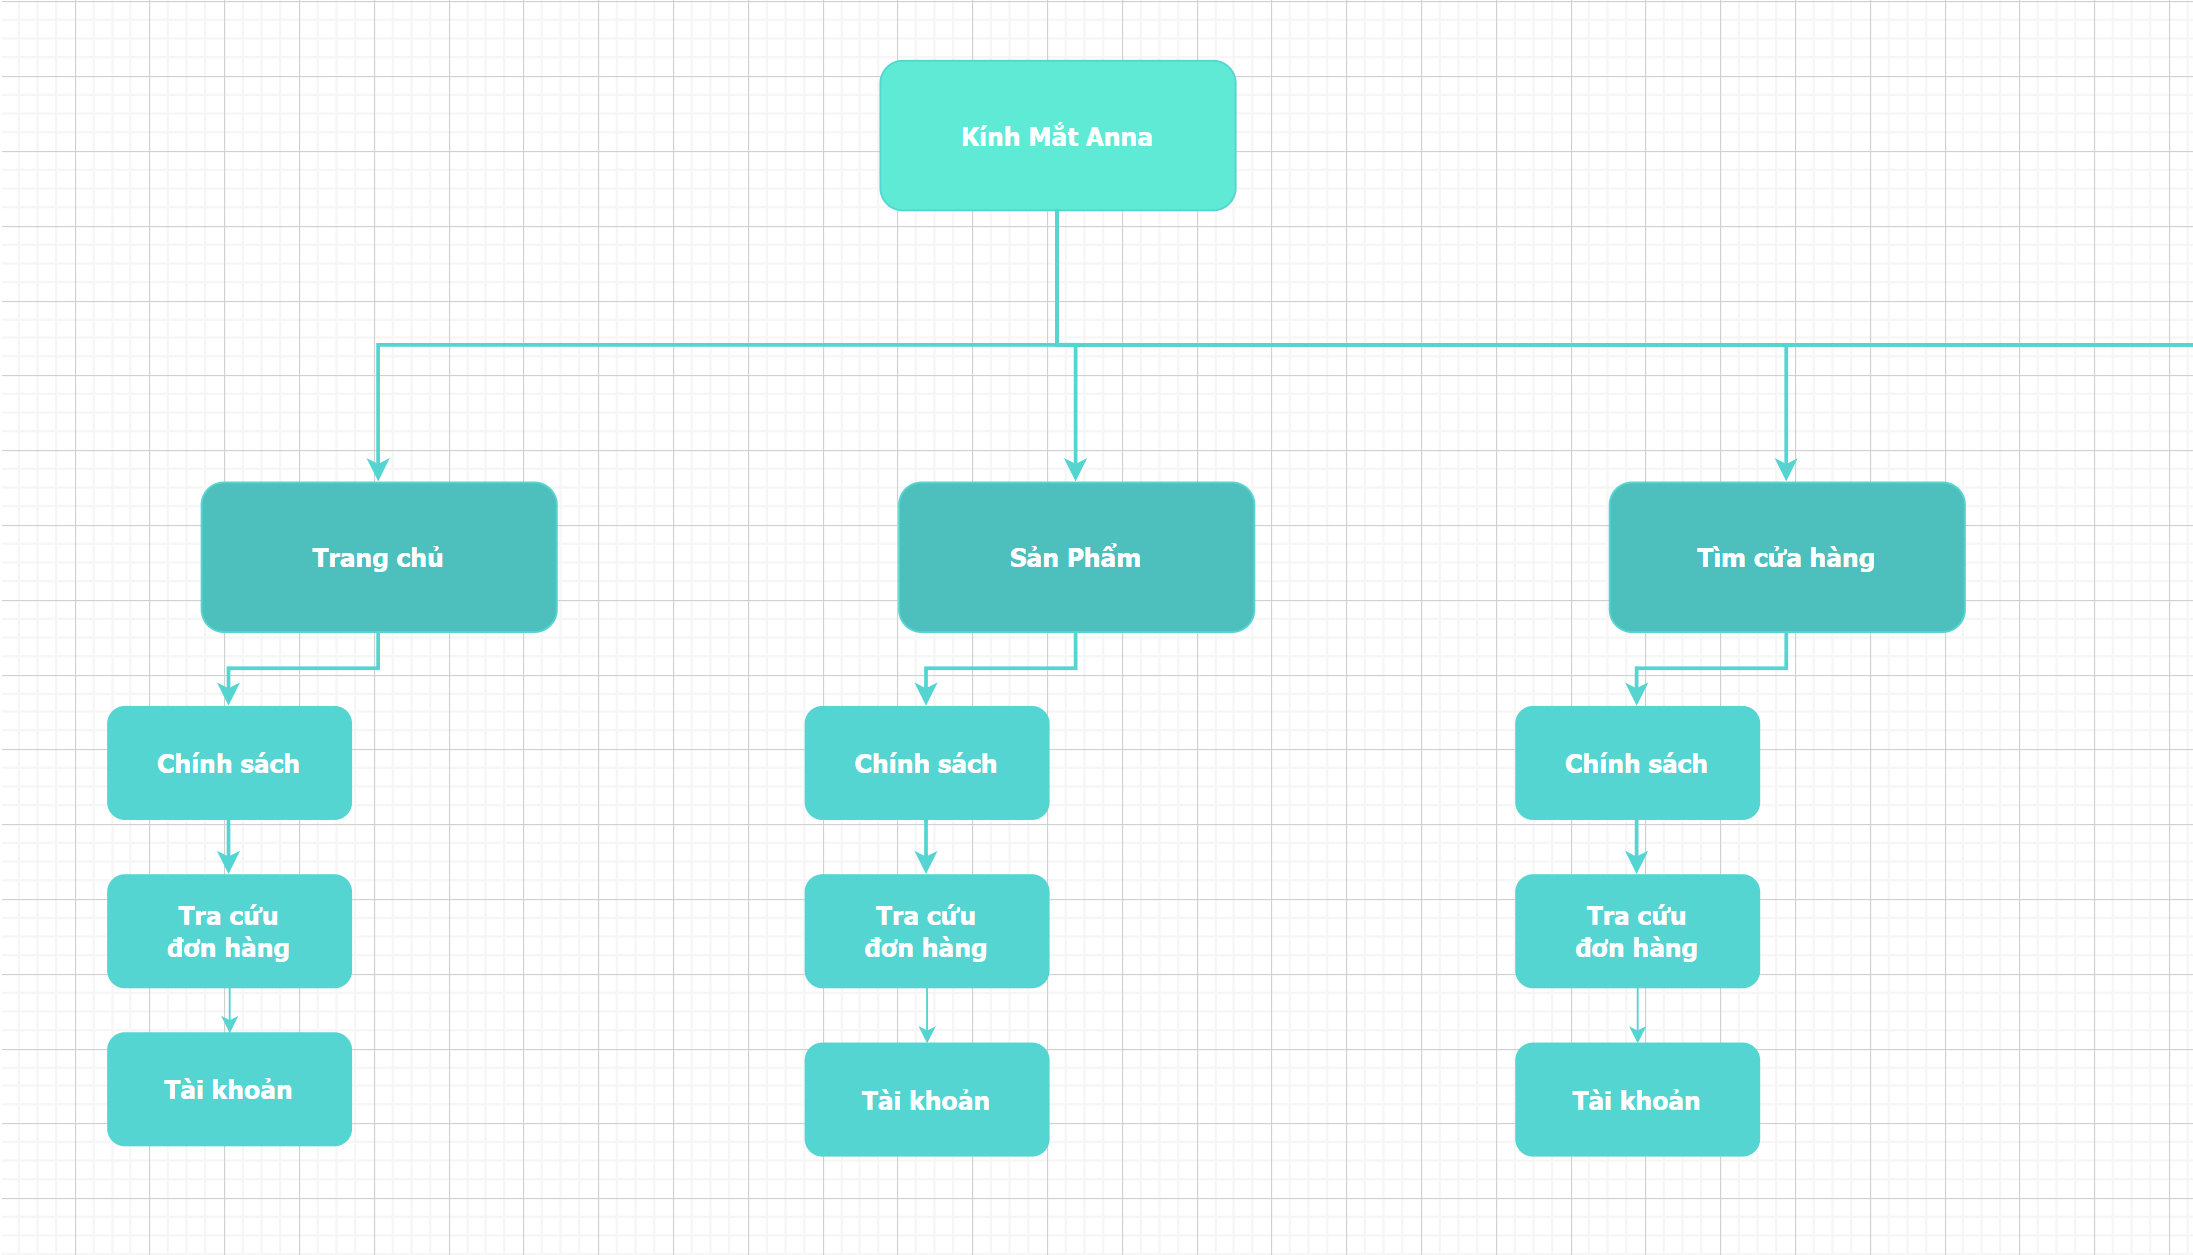 Kính Mắt Anna
Trang chủ
Sản Phẩm
Tìm cửa hàng
Chính sách
Chính sách
Chính sách
Tra cứu
đơn hàng
Tra cứu
đơn hàng
Tra cứu
đơn hàng
Tài khoản
Tài khoản
Tài khoản